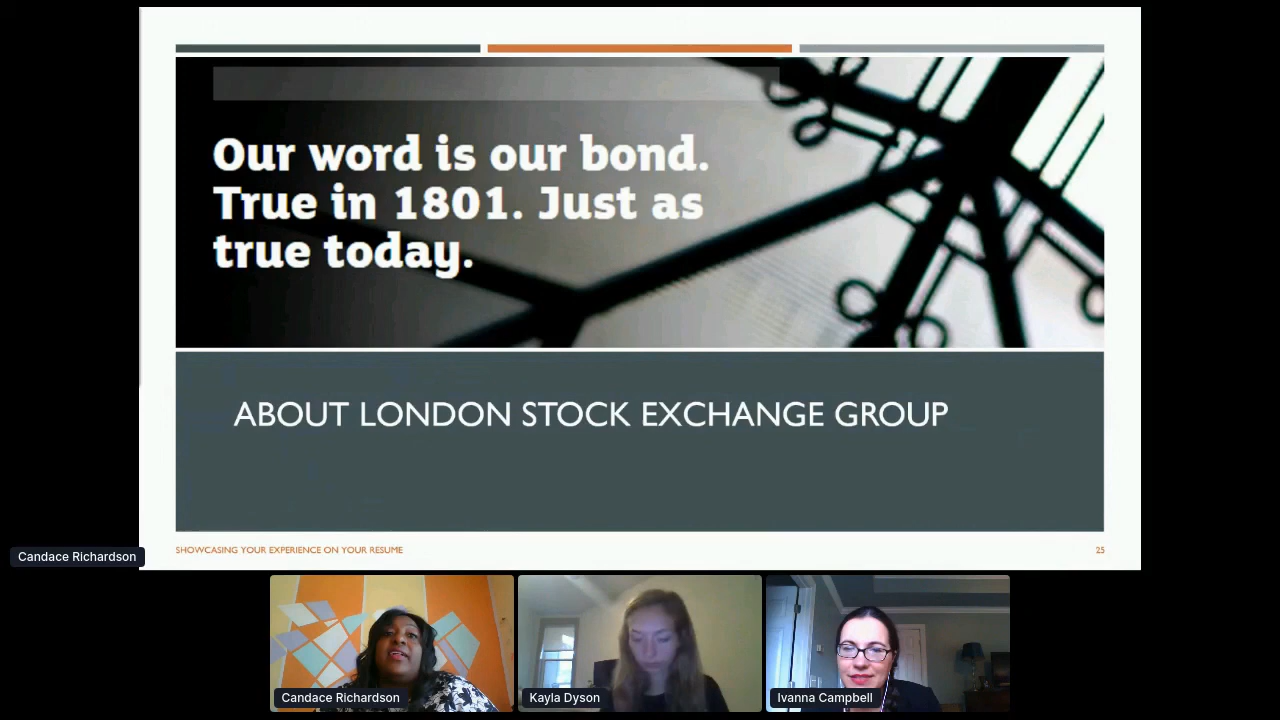 Our word is our bond.
True in 1801. Just as
true today.
ABOUT LONDON STOCK EXCHANGE GROUP
SHOWCASING YOUR EXPERIENCE ON YOUR RESUME
25
Candace Richardson
Candace Richardson
Kayla Dyson
Ivanna Campbell